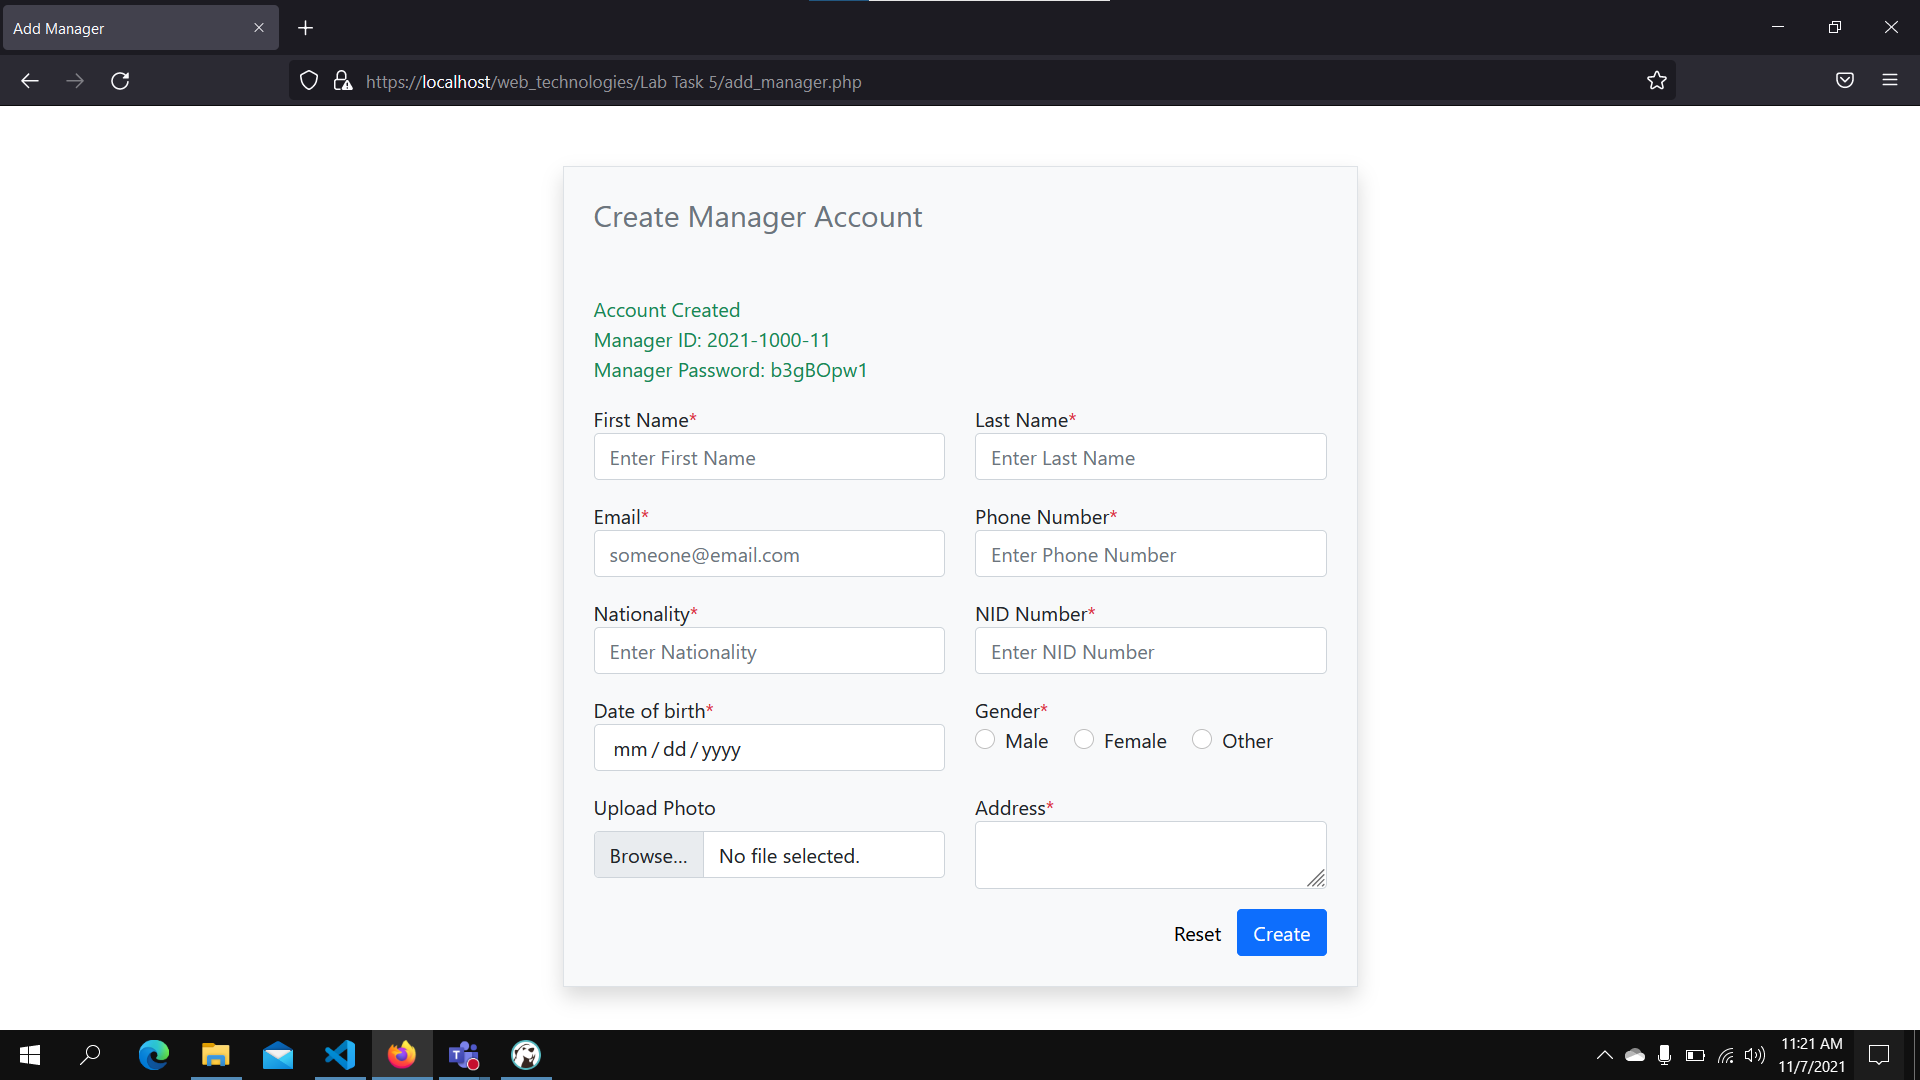 Add Manager
https://localhost/web_technologies/Lab Task 5/add_manager.php
Create Manager Account
Account Created
Manager ID: 2021-1000-11
Manager Password: b3gBOpw1
First Name* Last Name*
Enter First Name Enter Last Name
Email* Phone Number*
someone@email.com Enter Phone Number
Nationality* NID Number*
Enter Nationality Enter NID Number
Date of birth* Gender*
mm / dd / yyyy Male Female Other
Upload Photo Address*
Browse... No file selected.
Reset Create
11:21 AM
11/7/2021